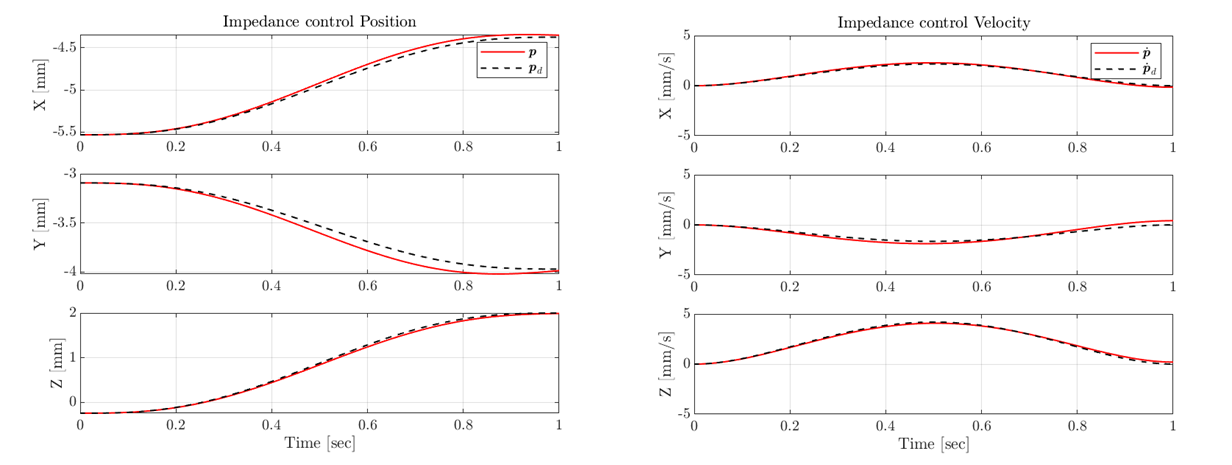 Impedance control Position
X [mm]
-4.5
-5
-5.5
p
p_d
0 0.2 0.4 0.6 0.8 1
Y [mm]
-3
-3.5
-4
0 0.2 0.4 0.6 0.8 1
Z [mm]
2
1
0
0 0.2 0.4 0.6 0.8 1
Time [sec]
Impedance control Velocity
X [mm/s]
5
0
-5
ṗ
ṗ_d
0 0.2 0.4 0.6 0.8 1
Y [mm/s]
5
0
-5
0 0.2 0.4 0.6 0.8 1
Z [mm/s]
5
0
-5
0 0.2 0.4 0.6 0.8 1
Time [sec]